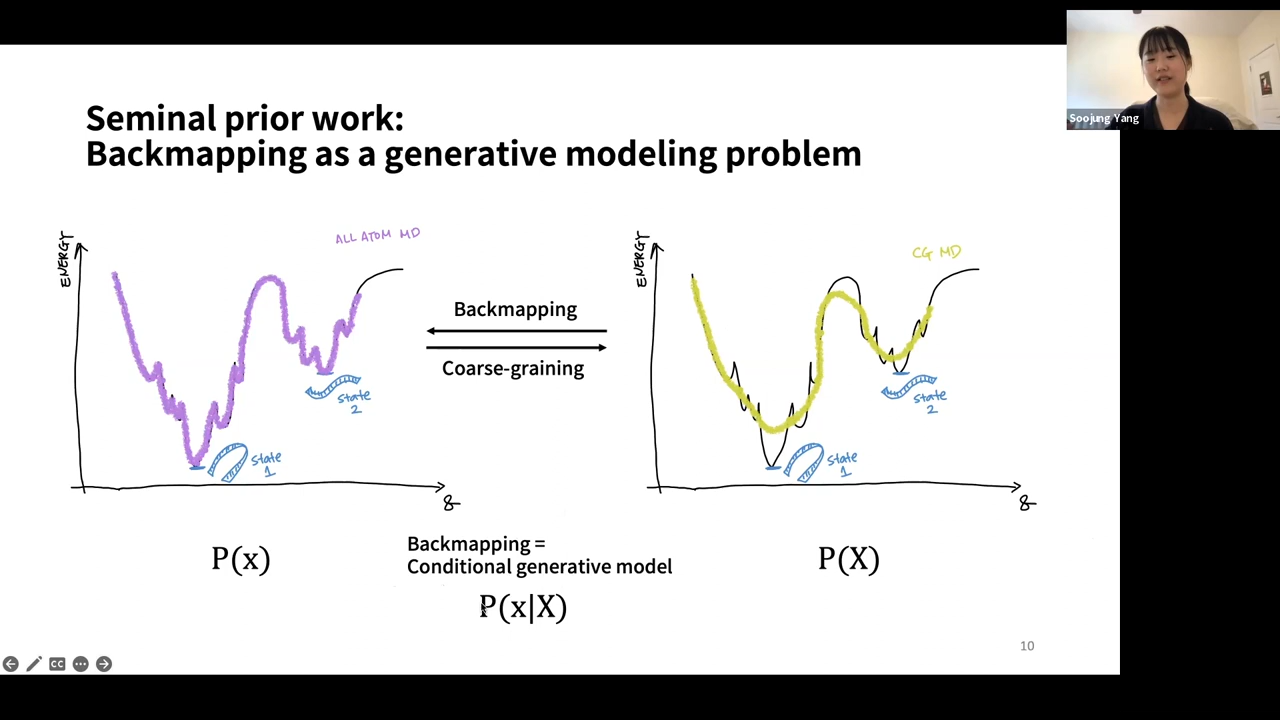 Soojung Yang
Seminal prior work:
Backmapping as a generative modeling problem
ENERGY
ALL ATOM MD
State
2
State
1
Backmapping
Coarse-graining
ENERGY
CG MD
State
2
State
1
P(x)
Backmapping =
Conditional generative model
P(x|X)
P(X)
10
CC